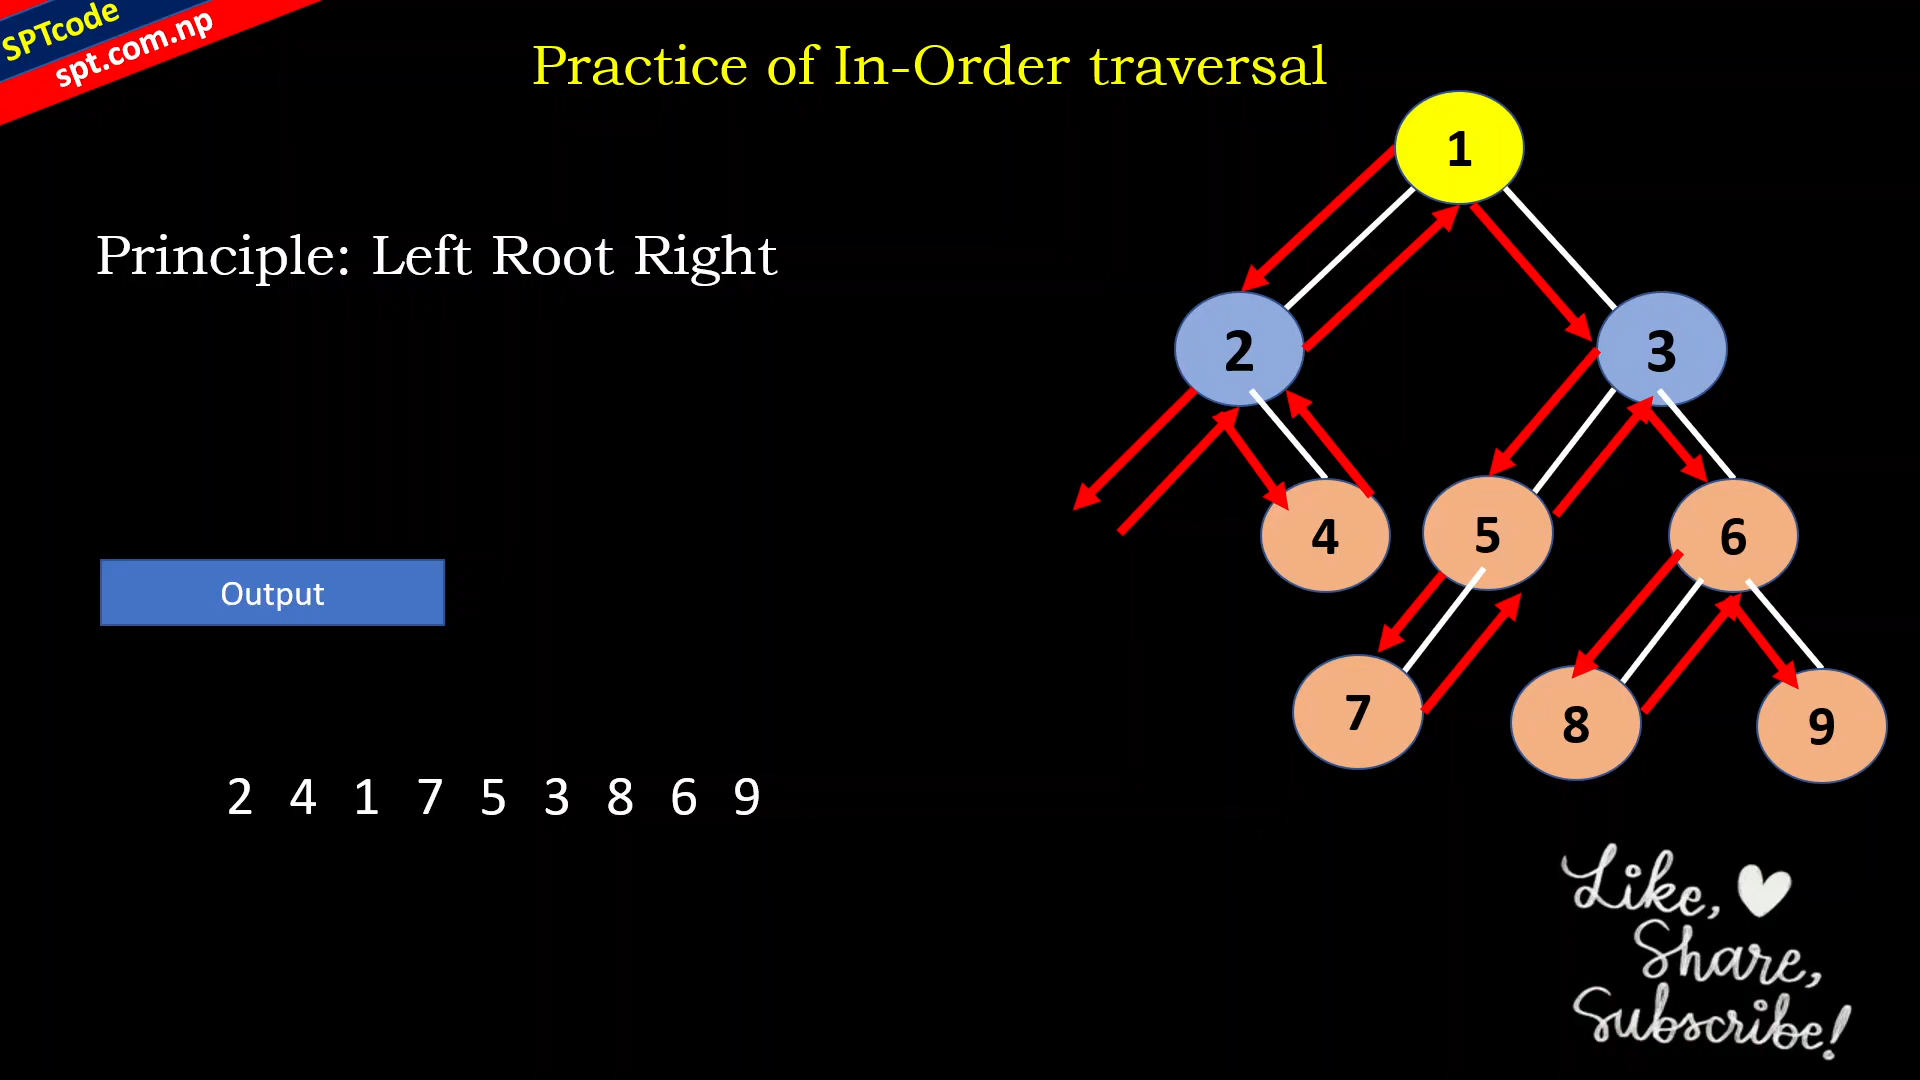 SPTcode
spt.com.np
Practice of In-Order traversal
1
Principle: Left Root Right
2
3
4
5
6
Output
7
8
9
2 4 1 7 5 3 8 6 9
Like,
Share,
Subscribe!